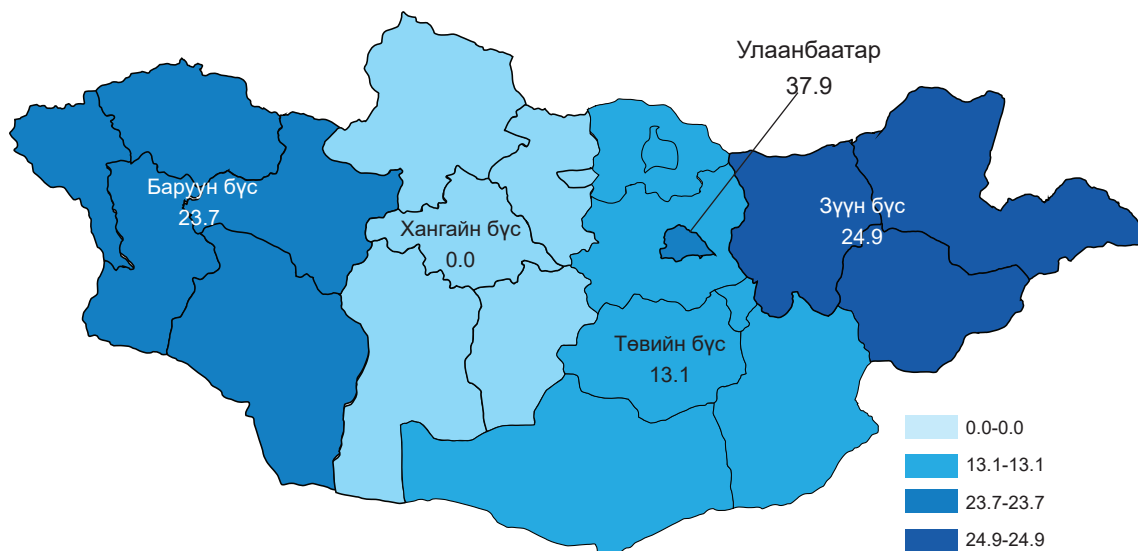 Улаанбаатар
37.9
Баруун бүс
23.7
Хангайн бүс
0.0
Зүүн бүс
24.9
Төвийн бүс
13.1
0.0-0.0
13.1-13.1
23.7-23.7
24.9-24.9